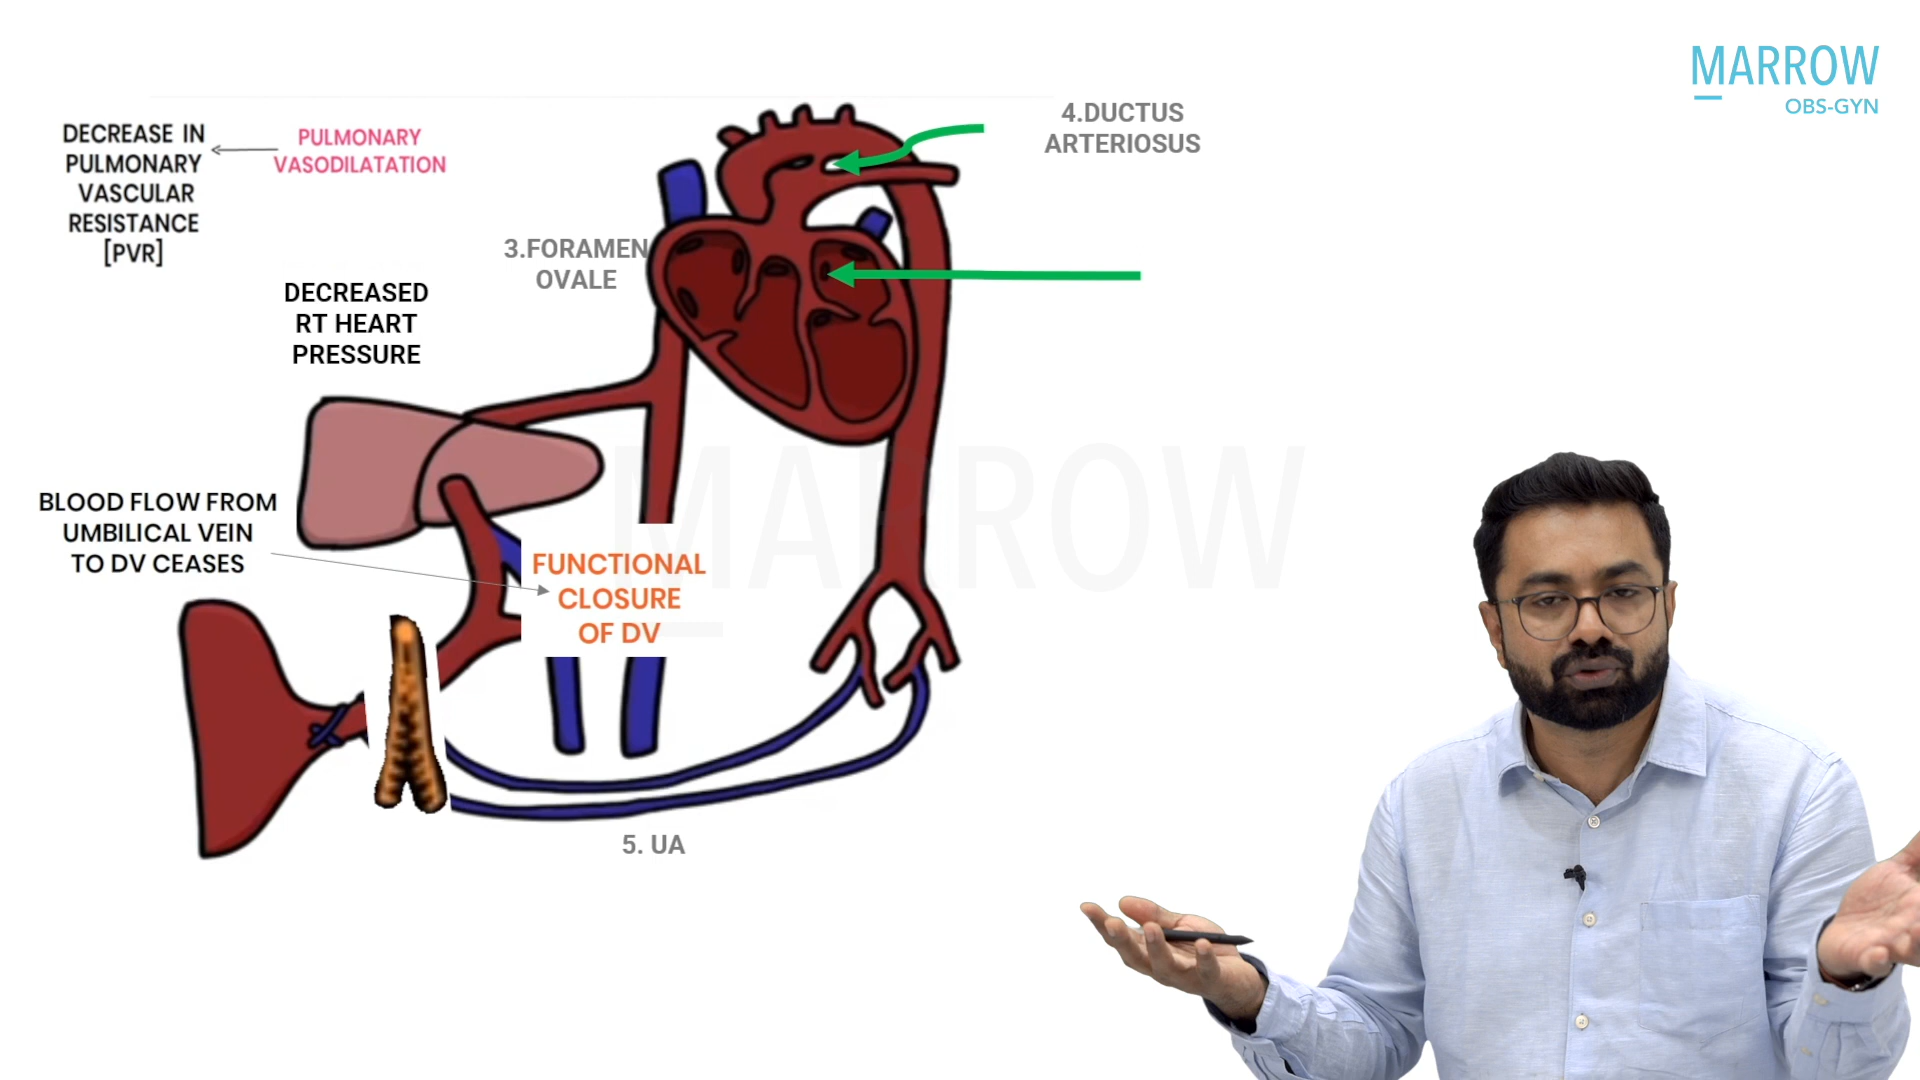 MARROW
OBS-GYN
DECREASE IN
PULMONARY
VASCULAR
RESISTANCE
[PVR]
PULMONARY
VASODILATATION
4.DUCTUS
ARTERIOSUS
3.FORAMEN
OVALE
DECREASED
RT HEART
PRESSURE
BLOOD FLOW FROM
UMBILICAL VEIN
TO DV CEASES
FUNCTIONAL
CLOSURE
OF DV
MARROW
5. UA